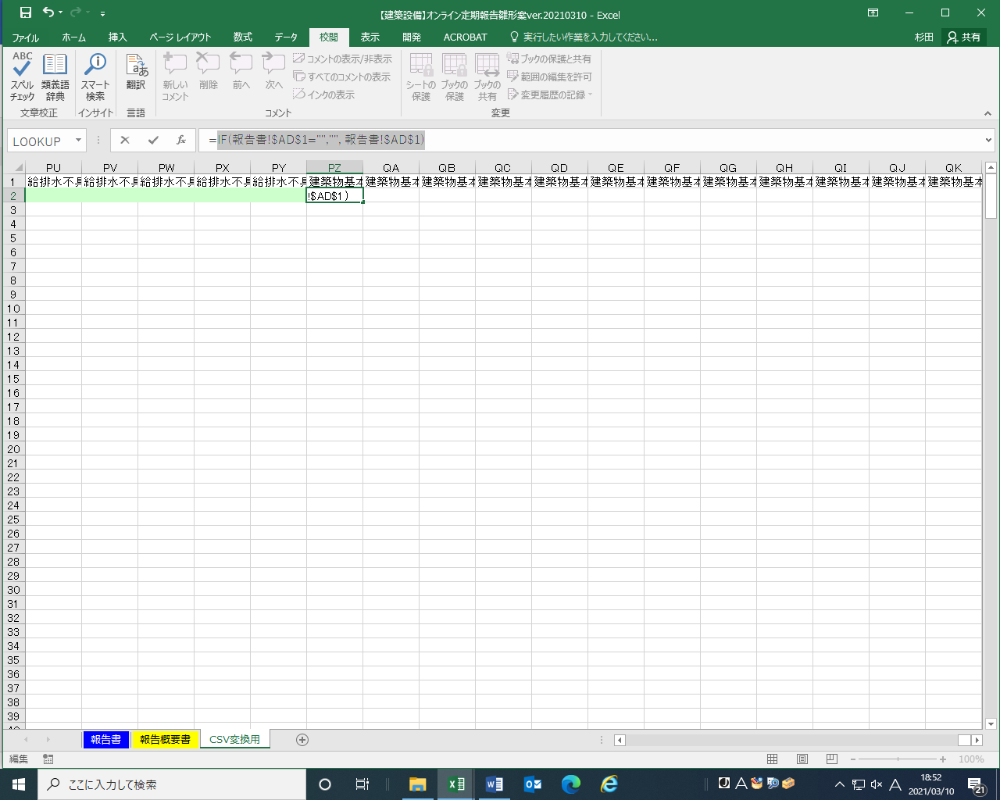 【建築設備】オンライン定期報告雛形案ver.20210310 - Excel
ファイル ホーム 挿入 ページ レイアウト 数式 データ 校閲 表示 開発 ACROBAT 実行したい作業を入力してください... 杉田 共有
ABC
スペル チェック
類義語 辞典
スマート 検索
翻訳
新しい コメント
削除
前へ
次へ
コメントの表示/非表示
すべてのコメントの表示
インクの表示
シートの 保護
ブックの 保護
ブックの 共有
ブックの保護と共有
範囲の編集を許可
変更履歴の記録
文章校正 インサイト 言語 コメント 変更
LOOKUP fx =IF(報告書!$AD$1="","",報告書!$AD$1)
PU PV PW PX PY PZ QA QB QC QD QE QF QG QH QI QJ QK
1 給排水不具 給排水不具 給排水不具 給排水不具 給排水不具 建築物基本 建築物基本 建築物基本 建築物基本 建築物基本 建築物基本 建築物基本 建築物基本 建築物基本 建築物基本 建築物基本 建築物基本
2 !$AD$1)
3
4
5
6
7
8
9
10
11
12
13
14
15
16
17
18
19
20
21
22
23
24
25
26
27
28
29
30
31
32
33
34
35
36
37
38
39
報告書 報告概要書 CSV変換用
編集 100%
ここに入力して検索
A
A
18:52
2021/03/10
21